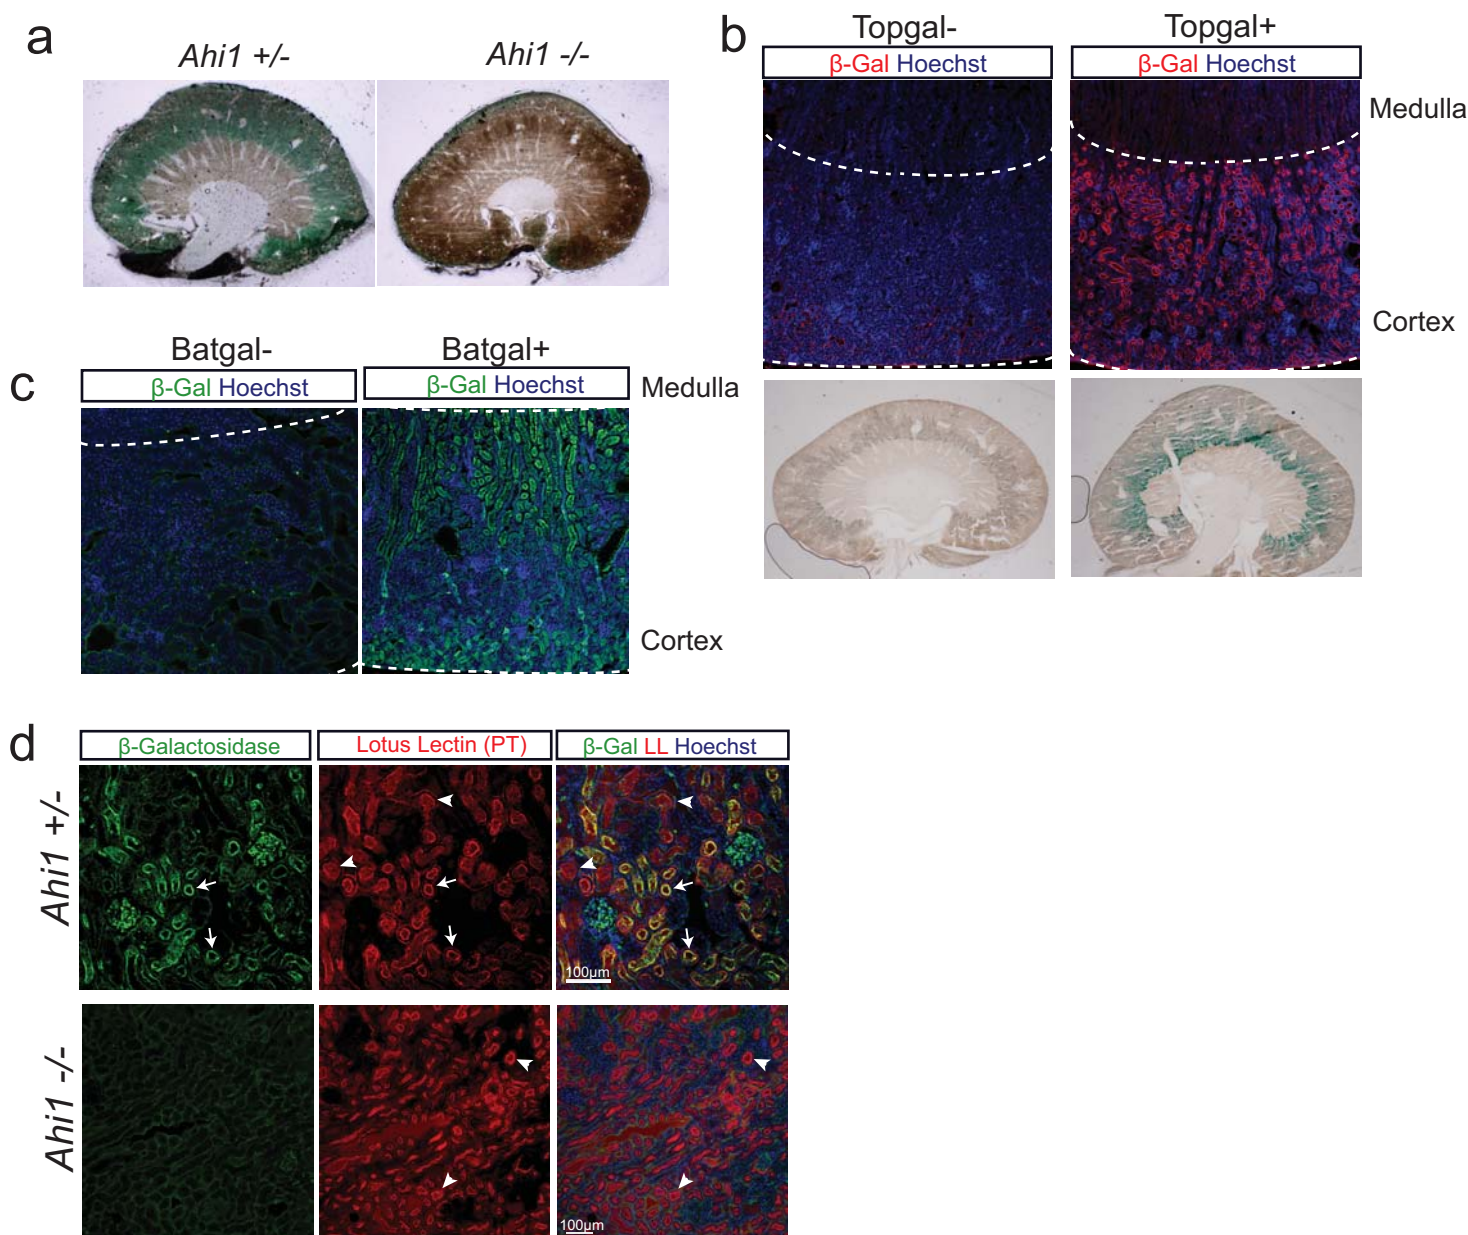 a
Ahi1 +/-
Ahi1 -/-
b
Topgal-
Topgal+
β-Gal Hoechst
β-Gal Hoechst
Medulla
Cortex
c
Batgal-
Batgal+
β-Gal Hoechst
β-Gal Hoechst
Medulla
Cortex
d
β-Galactosidase
Lotus Lectin (PT)
β-Gal LL Hoechst
Ahi1 +/-
100µm
Ahi1 -/-
100µm